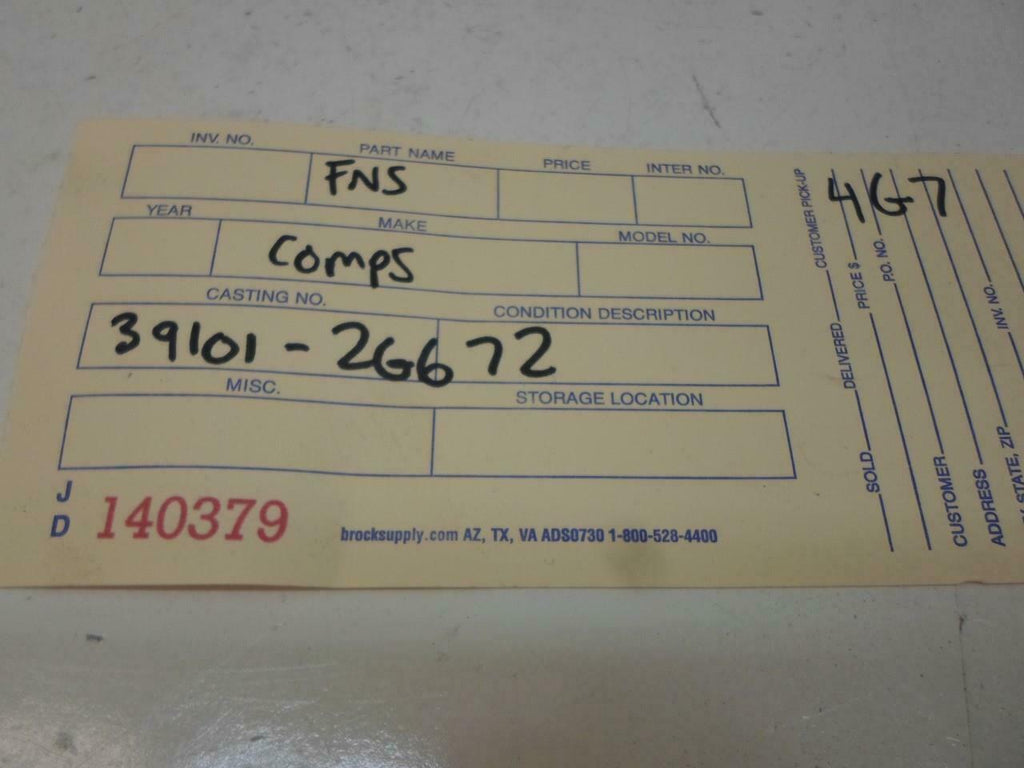 INV. NO. PART NAME PRICE INTER NO.
FNS
YEAR MAKE MODEL NO.
Comps
CASTING NO. CONDITION DESCRIPTION
39101-2G672
MISC. STORAGE LOCATION
J
D 140379
brocksupply.com AZ, TX, VA ADS0730 1-800-528-4400
4G7
SOLD DELIVERED CUSTOMER PICK-UP
PRICE $
P.O. NO.
CUSTOMER
ADDRESS INV. NO.
STATE, ZIP